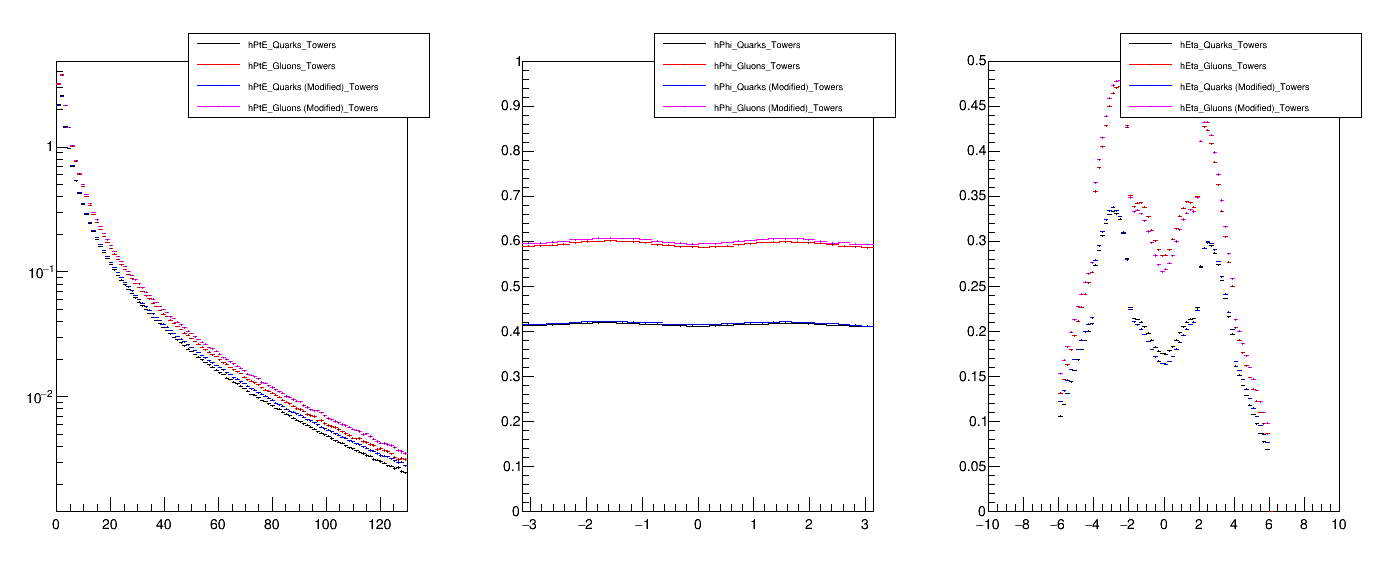 hPtE_Quarks_Towers
hPtE_Gluons_Towers
hPtE_Quarks (Modified)_Towers
hPtE_Gluons (Modified)_Towers
1
10⁻¹
10⁻²
0 20 40 60 80 100 120
hPhi_Quarks_Towers
hPhi_Gluons_Towers
hPhi_Quarks (Modified)_Towers
hPhi_Gluons (Modified)_Towers
1
0.9
0.8
0.7
0.6
0.5
0.4
0.3
0.2
0.1
0
−3 −2 −1 0 1 2 3
hEta_Quarks_Towers
hEta_Gluons_Towers
hEta_Quarks (Modified)_Towers
hEta_Gluons (Modified)_Towers
0.5
0.45
0.4
0.35
0.3
0.25
0.2
0.15
0.1
0.05
0
−10 −8 −6 −4 −2 0 2 4 6 8 10